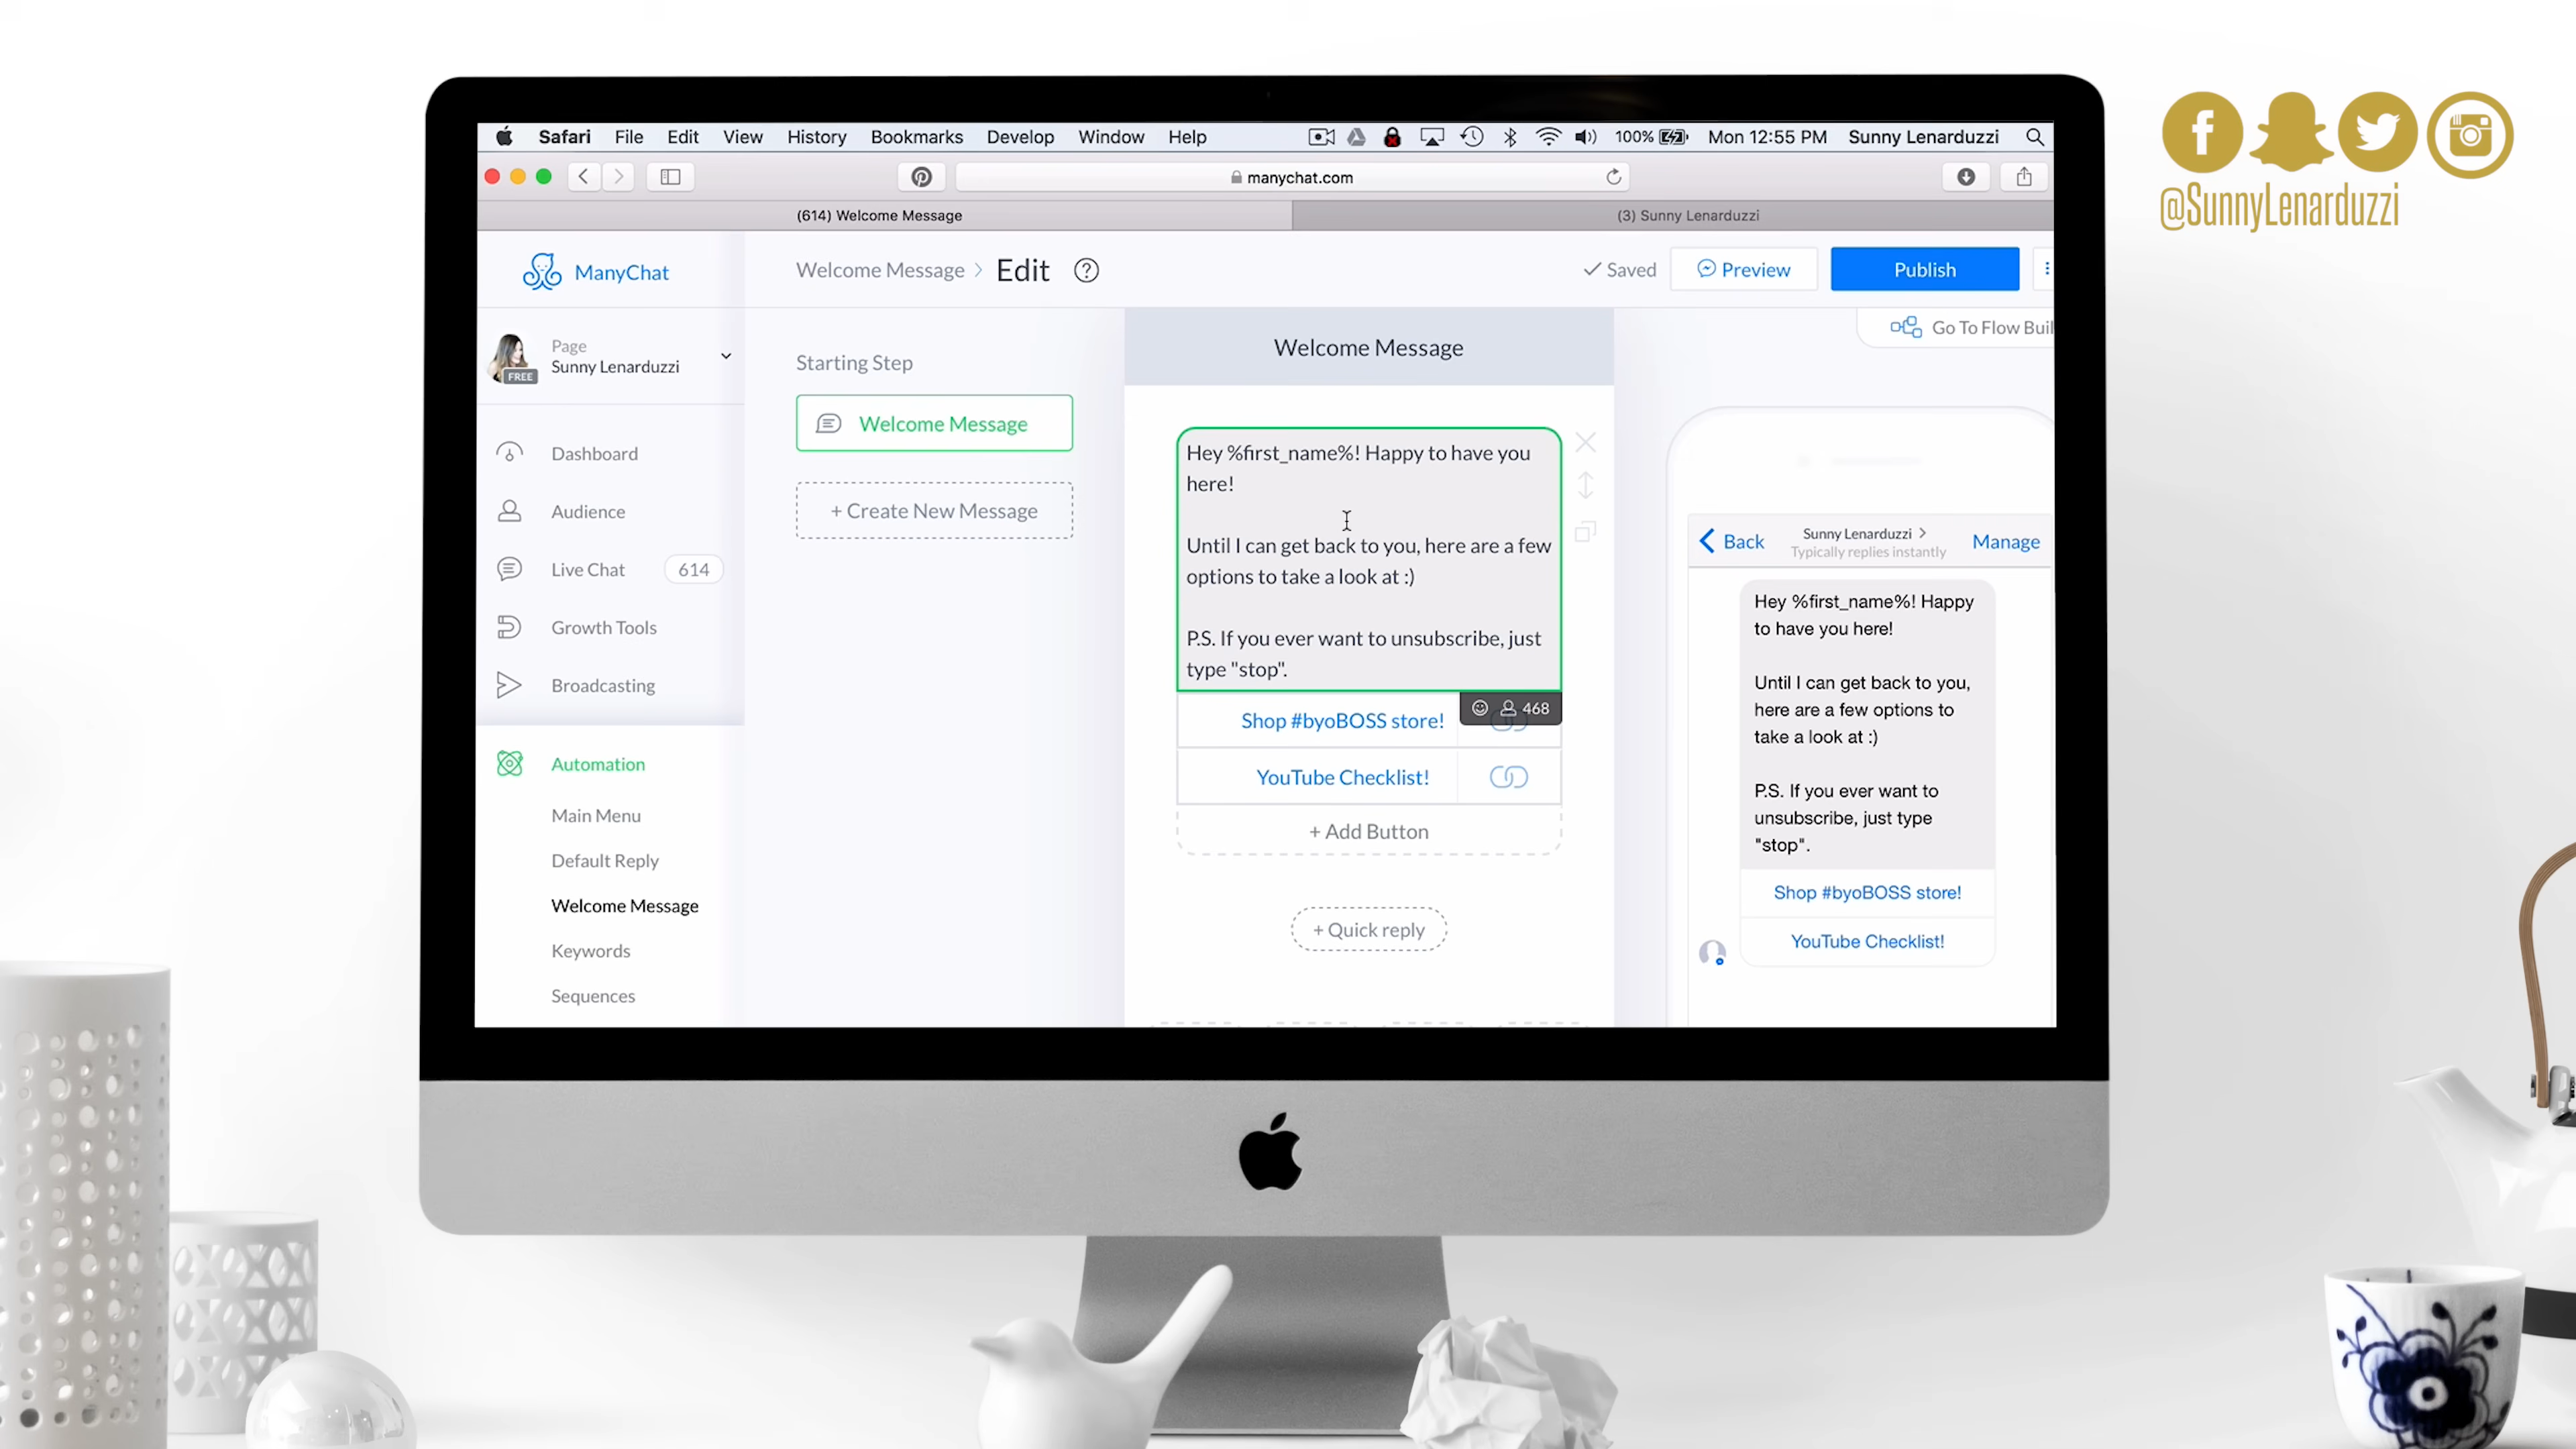 Safari File Edit View History Bookmarks Develop Window Help 100% Mon 12:55 PM Sunny Lenarduzzi
manychat.com
(614) Welcome Message (3) Sunny Lenarduzzi
@SunnyLenarduzzi
ManyChat
Welcome Message > Edit ?
Saved Preview Publish
Go To Flow Buil
Page
Sunny Lenarduzzi
FREE
Dashboard
Audience
Live Chat 614
Growth Tools
Broadcasting
Automation
Main Menu
Default Reply
Welcome Message
Keywords
Sequences
Starting Step
Welcome Message
+ Create New Message
Welcome Message
Hey %first_name%! Happy to have you
here!
Until I can get back to you, here are a few
options to take a look at :)
P.S. If you ever want to unsubscribe, just
type "stop".
468
Shop #byoBOSS store!
YouTube Checklist!
+ Add Button
+ Quick reply
Back Sunny Lenarduzzi > Manage
Typically replies instantly
Hey %first_name%! Happy
to have you here!
Until I can get back to you,
here are a few options to
take a look at :)
P.S. If you ever want to
unsubscribe, just type
"stop".
Shop #byoBOSS store!
YouTube Checklist!